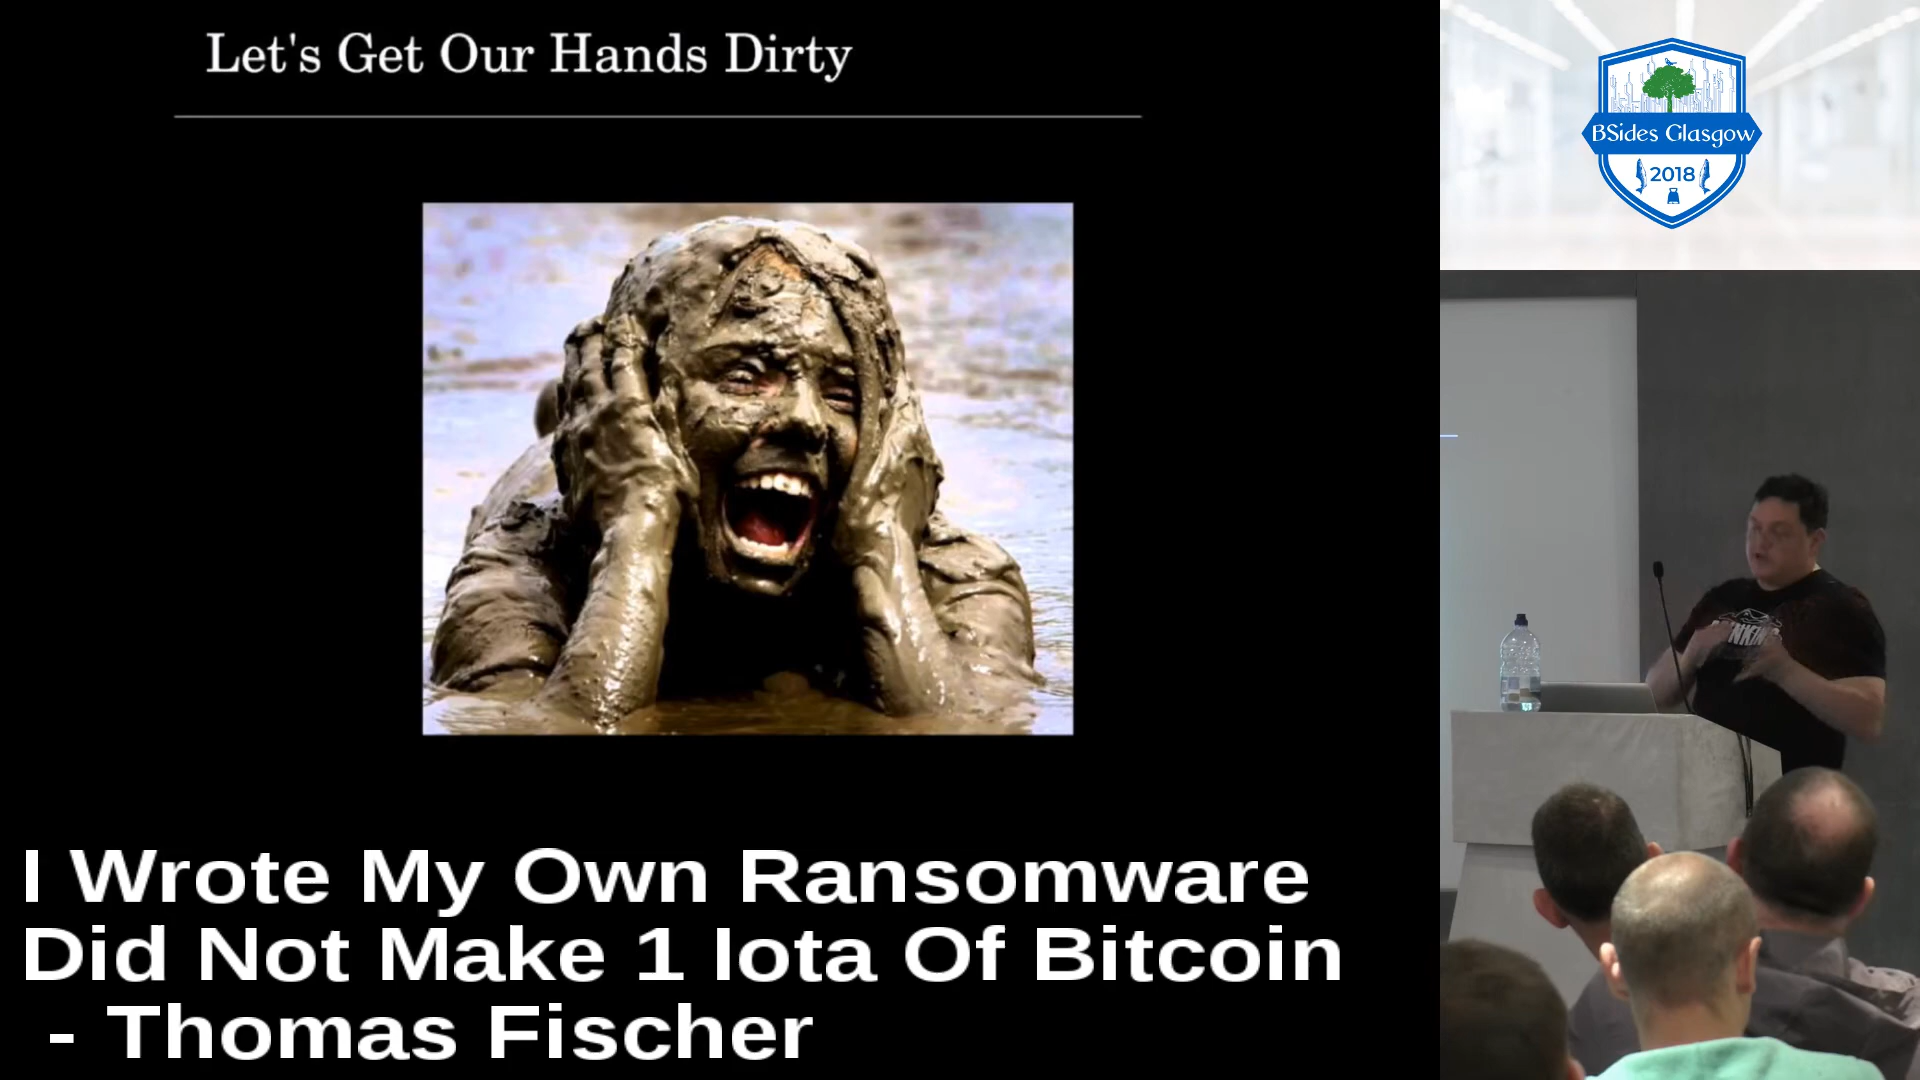 Let's Get Our Hands Dirty
I Wrote My Own Ransomware
Did Not Make 1 Iota Of Bitcoin
- Thomas Fischer
BSides Glasgow
2018